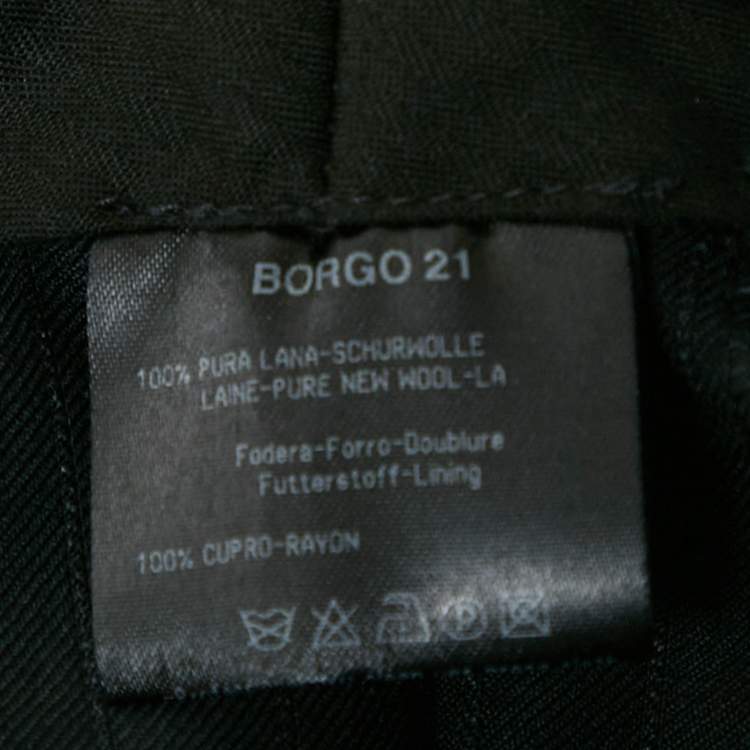 BORGO 21
100% PURA LANA-SCHURWOLLE
LAINE-PURE NEW WOOL-LA
Fodera-Forro-Doublure
Futterstoff-Lining
100% CUPRO-RAYON
P